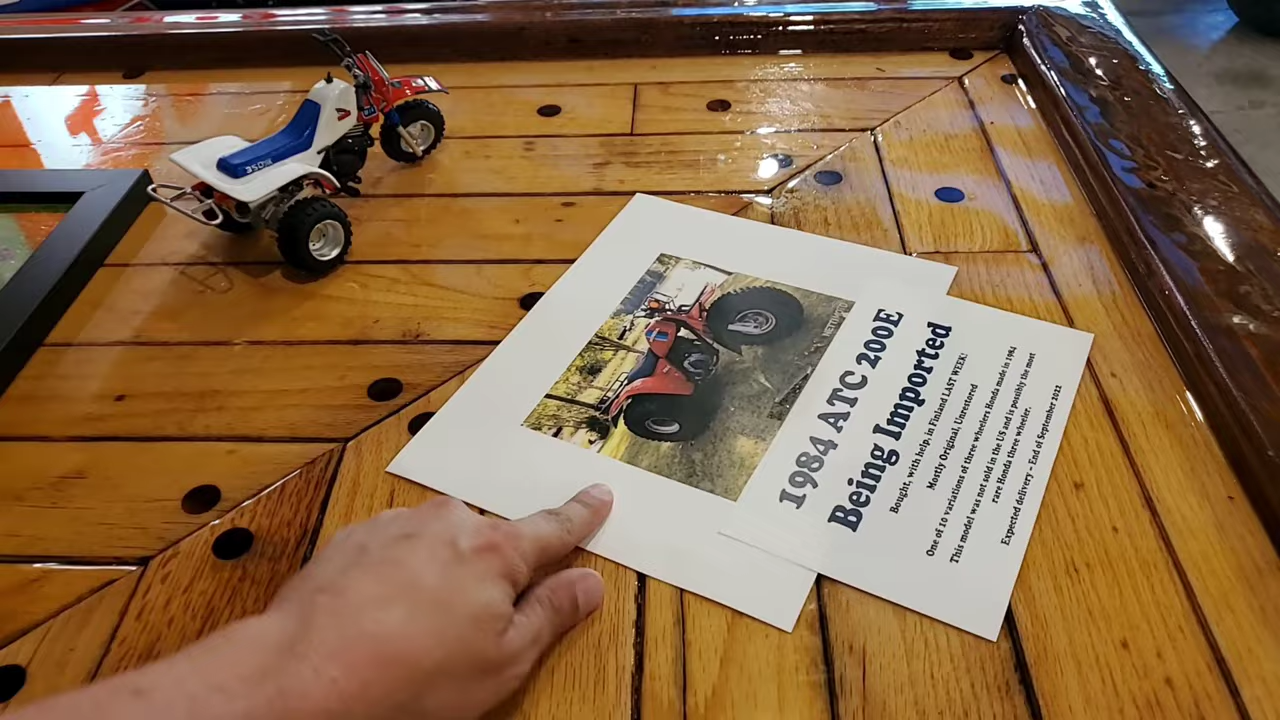 350R
1984 ATC 200E
Being Imported
Bought, with help, in Finland LAST WEEK!
Mostly Original, Unrestored
One of 10 variations of three wheelers Honda made in 1984
This model was not sold in the US and is possibly the most
rare Honda three wheeler.
Expected delivery – End of September 2022